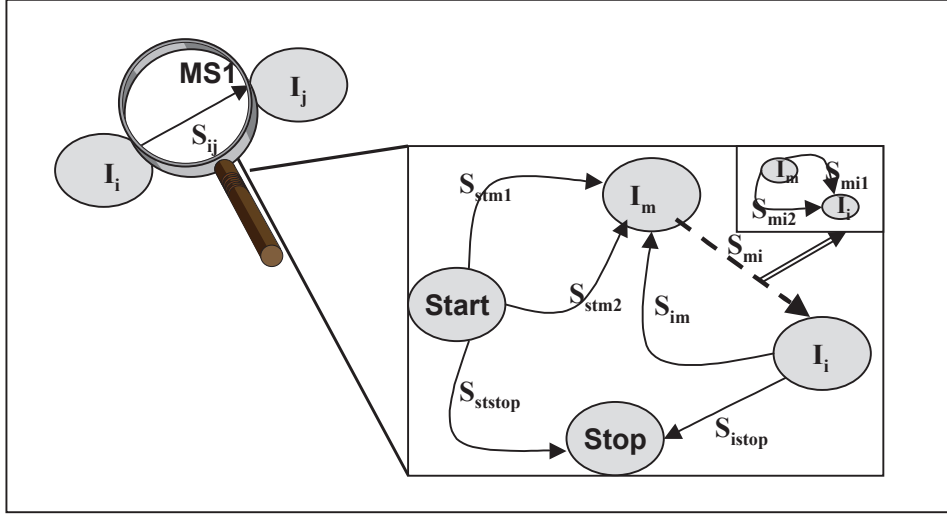 MS1
I_j
S_ij
I_i
S_stm1
I_m
I_m
S_mi1
I_i
S_mi2
S_mi
Start
S_stm2
S_im
I_i
S_ststop
Stop
S_istop